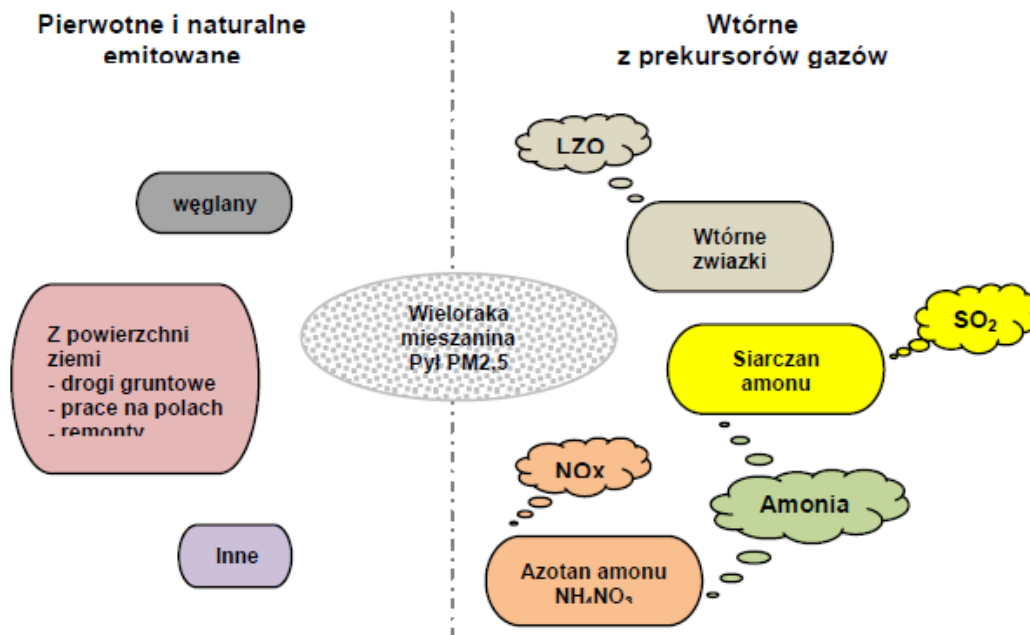 Pierwotne i naturalne
emitowane
Wtórne
z prekursorów gazów
LZO
węglany
Wtórne
zwiazki
Z powierzchni
ziemi
- drogi gruntowe
- prace na polach
- remonty
Wieloraka
mieszanina
Pył PM2,5
SO₂
Siarczan
amonu
NOx
Amonia
Inne
Azotan amonu
NH₄NO₃